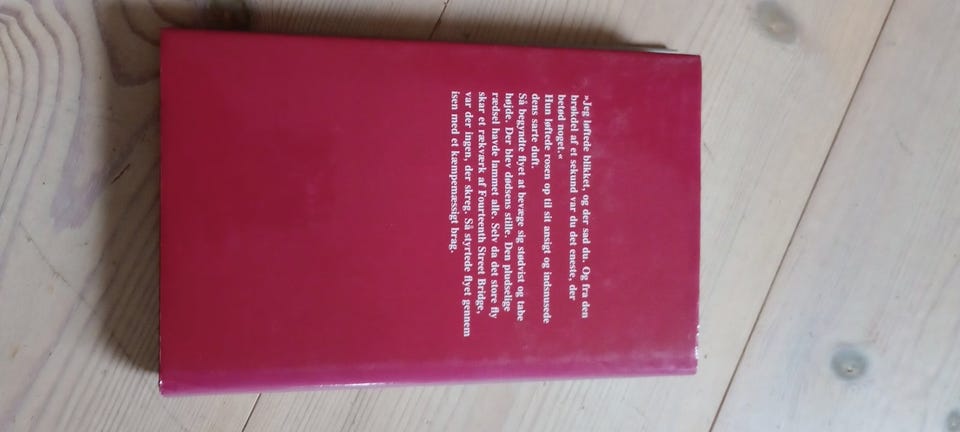 »Jeg løftede blikket, og der sad du. Og fra den
brøkdel af et sekund var du det eneste, der
betød noget.«
Hun løftede rosen op til sit ansigt og indsnusede
dens sarte duft.
Så begyndte flyet at bevæge sig stødvist og tabe
højde. Der blev dødsens stille. Den pludselige
rædsel havde lammet alle. Selv da det store fly
skar et rækværk af Fourteenth Street Bridge,
var der ingen, der skreg. Så styrtede flyet gennem
isen med et kæmpemæssigt brag.